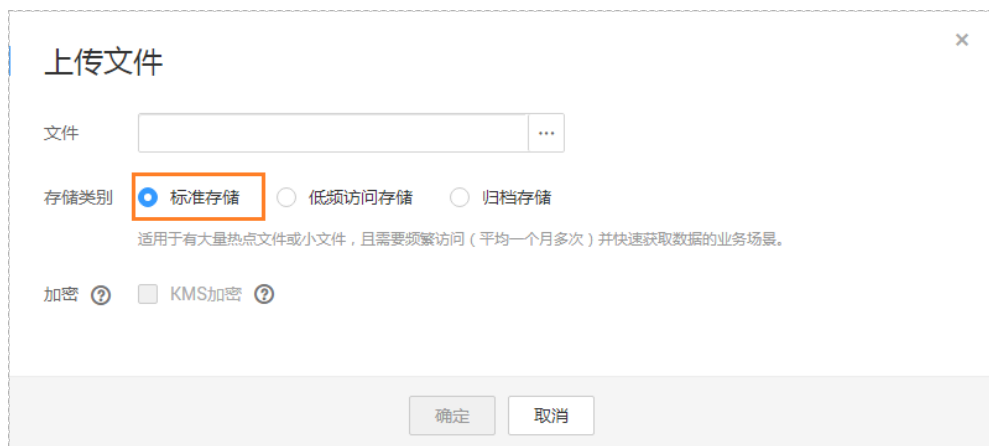 上传文件
文件
存储类别 标准存储 低频访问存储 归档存储
适用于有大量热点文件或小文件，且需要频繁访问（平均一个月多次）并快速获取数据的业务场景。
加密 KMS加密
确定 取消